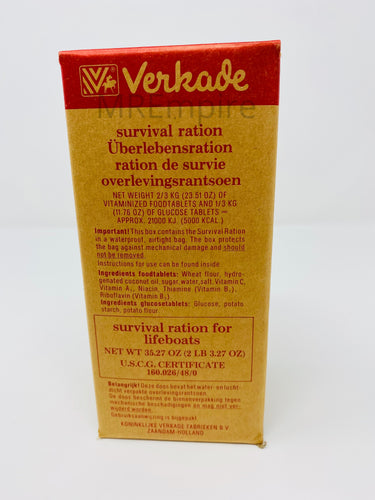 Verkade
MREmpire
survival ration
Überlebensration
ration de survie
overlevingsrantsoen
NET WEIGHT 2/3 KG (23.51 OZ) OF
VITAMINIZED FOODTABLETS AND 1/3 KG
(11.76 OZ) OF GLUCOSE TABLETS —
APPROX. 21000 KJ. (5000 KCAL.)
Important! This box contains the Survival Ration
in a waterproof, airtight bag. The box protects
the bag against mechanical damage and should
not be removed.
Instructions for use can be found inside.
Ingredients foodtablets: Wheat flour, hydro-
genated coconut oil, sugar, water, salt, Vitamin C,
Vitamin A, Niacin, Thiamine (Vitamin B₁),
Riboflavin (Vitamin B₂).
Ingredients glucosetablets: Glucose, potato
starch, potato flour.
survival ration for
lifeboats
NET WT 35.27 OZ (2 LB 3.27 OZ)
U.S.C.G. CERTIFICATE
160.026/48/0
Belangrijk! Deze doos bevat het water- en lucht-
dicht verpakte overlevingsrantsoen.
De doos beschermt de binnenverpakking tegen
mechanische beschadigingen en mag niet ver-
wijderd worden.
Gebruiksaanwijzing is bijgepakt.
KONINKLIJKE VERKADE FABRIEKEN B.V.
ZAANDAM-HOLLAND